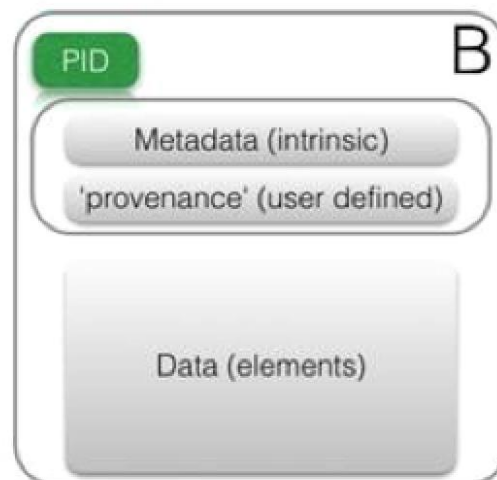 PID
B
Metadata (intrinsic)
'provenance' (user defined)
Data (elements)